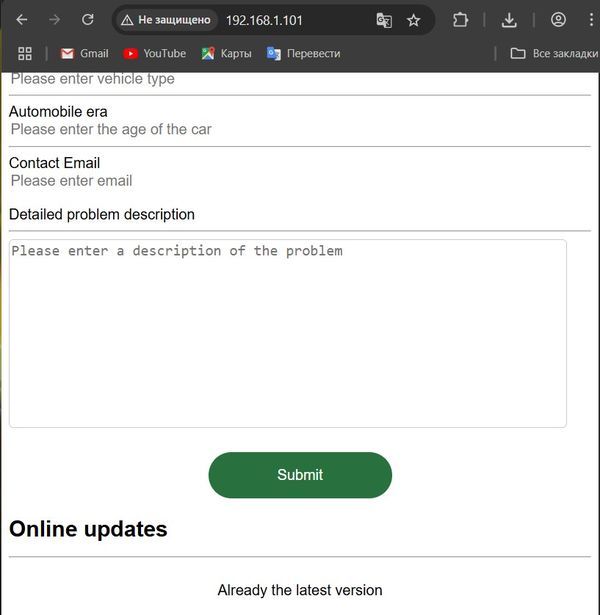 Не защищено
192.168.1.101
Gmail
YouTube
Карты
Перевести
Все закладки
Please enter vehicle type
Automobile era
Please enter the age of the car
Contact Email
Please enter email
Detailed problem description
Please enter a description of the problem
Submit
Online updates
Already the latest version